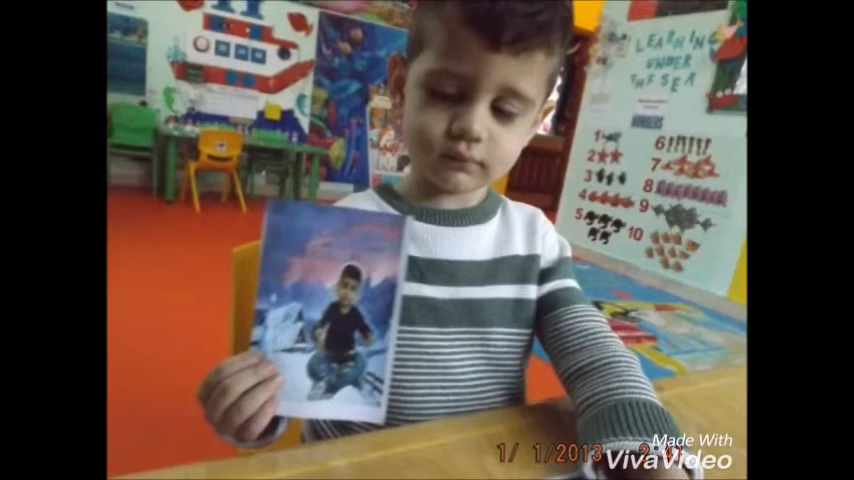 LEARNING
UNDER
THE SEA
NUMBERS
1
2
3
4
5
6
7
8
9
10
1/ 1/2013
Made With
VivaVideo